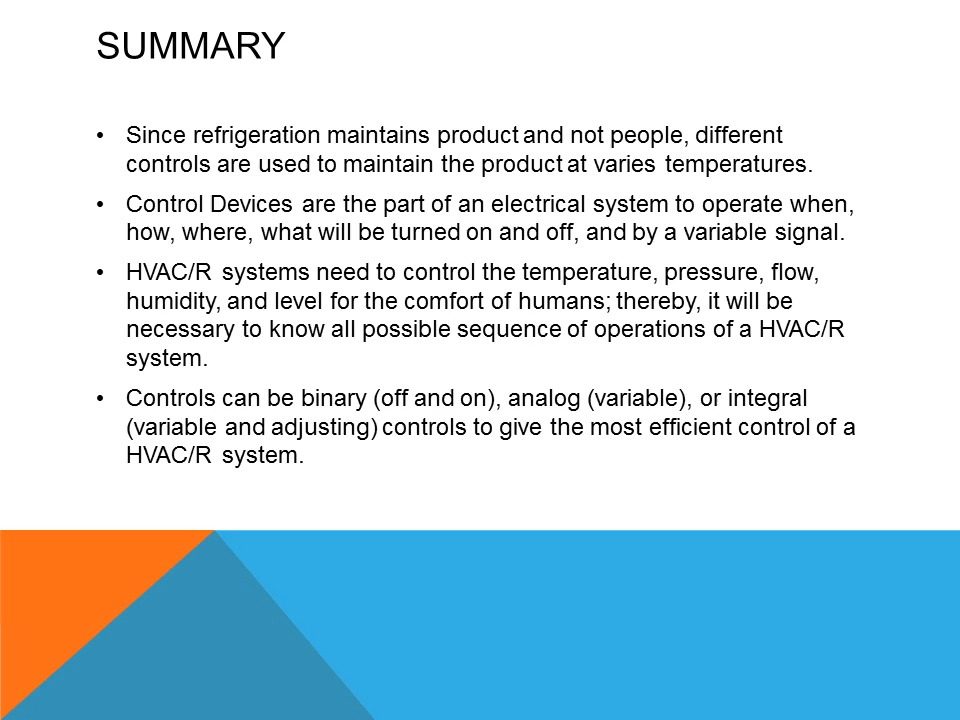 SUMMARY
• Since refrigeration maintains product and not people, different
controls are used to maintain the product at varies temperatures.
• Control Devices are the part of an electrical system to operate when,
how, where, what will be turned on and off, and by a variable signal.
• HVAC/R systems need to control the temperature, pressure, flow,
humidity, and level for the comfort of humans; thereby, it will be
necessary to know all possible sequence of operations of a HVAC/R
system.
• Controls can be binary (off and on), analog (variable), or integral
(variable and adjusting) controls to give the most efficient control of a
HVAC/R system.